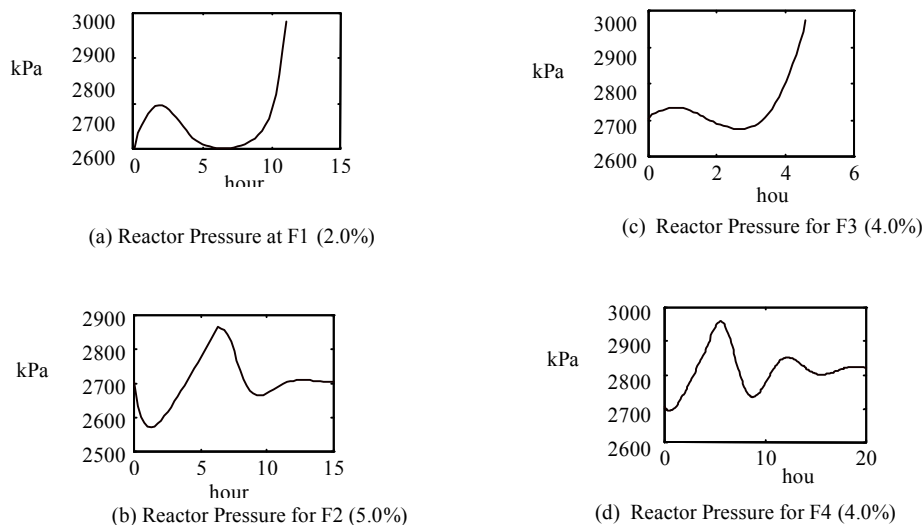 3000
2900
kPa
2800
2700
2600
0 5 10 15
hour
(a) Reactor Pressure at F1 (2.0%)
3000
2900
kPa
2800
2700
2600
0 2 4 6
hou
(c) Reactor Pressure for F3 (4.0%)
2900
2800
kPa
2700
2600
2500
0 5 10 15
hour
(b) Reactor Pressure for F2 (5.0%)
3000
2900
kPa
2800
2700
2600
0 10 20
hou
(d) Reactor Pressure for F4 (4.0%)